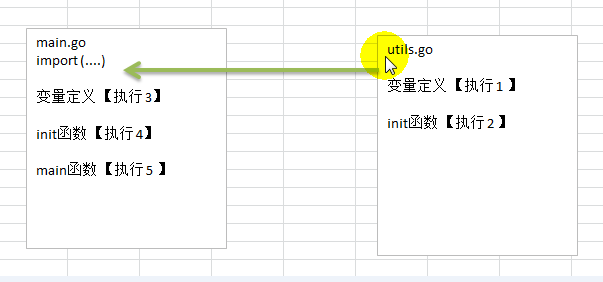 main.go
import(....)
变量定义【执行3】
init函数【执行4】
main函数【执行5 】
utils.go
变量定义【执行1 】
init函数【执行2 】